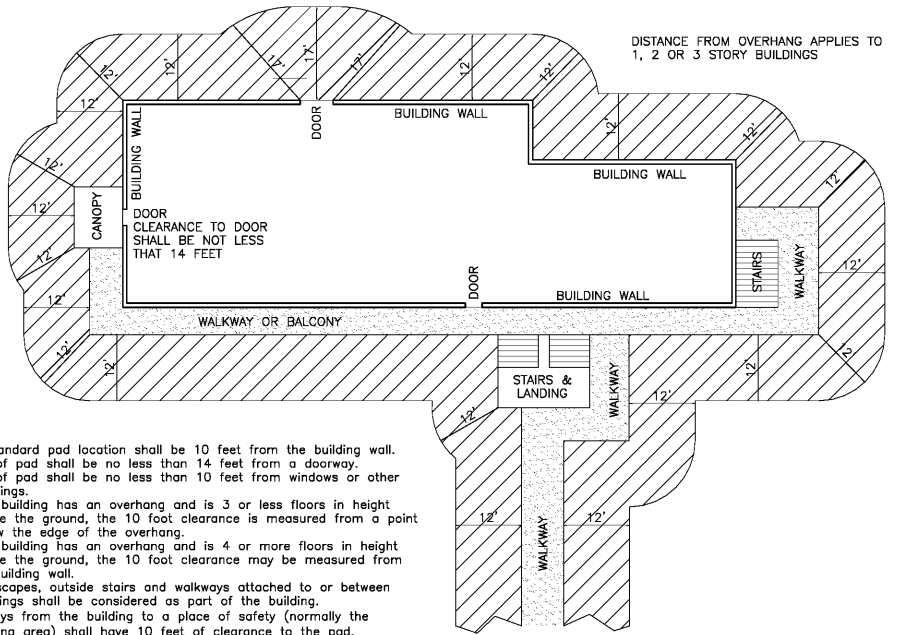 DISTANCE FROM OVERHANG APPLIES TO
1, 2 OR 3 STORY BUILDINGS
17'
17'
17'
12'
12'
12'
12'
12'
DOOR
BUILDING WALL
BUILDING WALL
12'
12'
12'
BUILDING WALL
12'
12'
CANOPY
DOOR
CLEARANCE TO DOOR
SHALL BE NOT LESS
THAT 14 FEET
12'
12'
DOOR
BUILDING WALL
STAIRS
WALKWAY
12'
WALKWAY OR BALCONY
12'
12'
12'
12'
STAIRS &
LANDING
WALKWAY
12'
12'
12'
WALKWAY
12'
andard pad location shall be 10 feet from the building wall.
of pad shall be no less than 14 feet from a doorway.
of pad shall be no less than 10 feet from windows or other
ings.
building has an overhang and is 3 or less floors in height
e the ground, the 10 foot clearance is measured from a point
w the edge of the overhang.
building has an overhang and is 4 or more floors in height
e the ground, the 10 foot clearance may be measured from
uilding wall.
scapes, outside stairs and walkways attached to or between
ings shall be considered as part of the building.
ys from the building to a place of safety (normally the
ng area) shall have 10 feet of clearance to the pad.